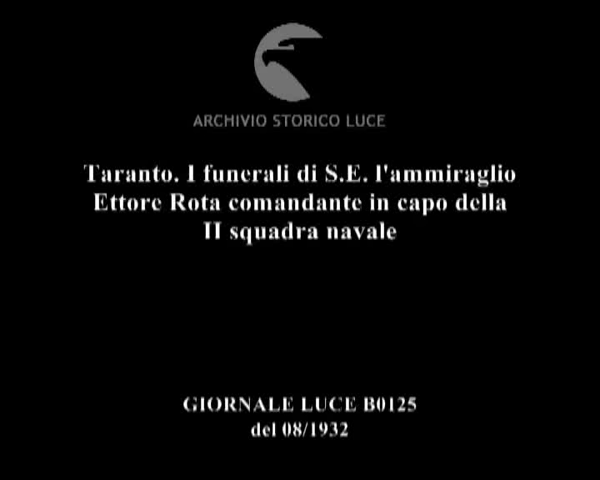 ARCHIVIO STORICO LUCE
Taranto. I funerali di S.E. l'ammiraglio
Ettore Rota comandante in capo della
II squadra navale
GIORNALE LUCE B0125
del 08/1932